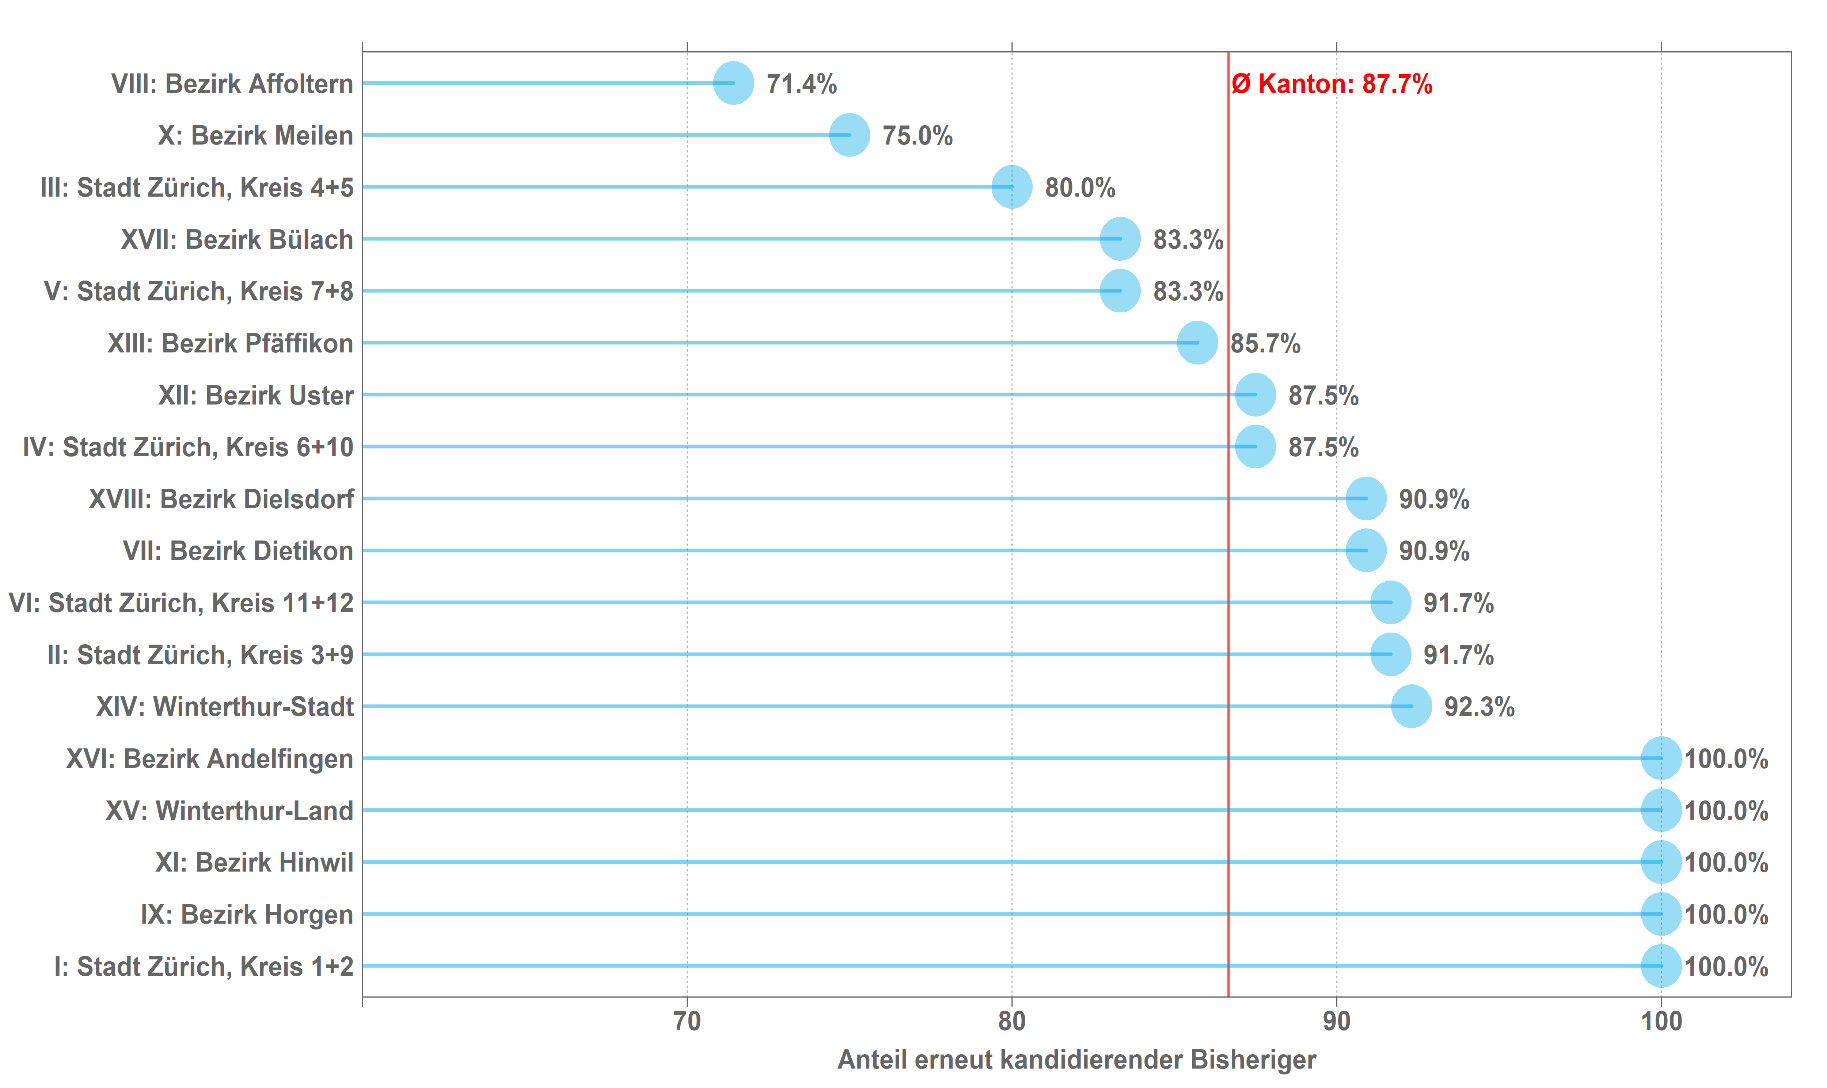 VIII: Bezirk Affoltern 71.4% Ø Kanton: 87.7%
X: Bezirk Meilen 75.0%
III: Stadt Zürich, Kreis 4+5 80.0%
XVII: Bezirk Bülach 83.3%
V: Stadt Zürich, Kreis 7+8 83.3%
XIII: Bezirk Pfäffikon 85.7%
XII: Bezirk Uster 87.5%
IV: Stadt Zürich, Kreis 6+10 87.5%
XVIII: Bezirk Dielsdorf 90.9%
VII: Bezirk Dietikon 90.9%
VI: Stadt Zürich, Kreis 11+12 91.7%
II: Stadt Zürich, Kreis 3+9 91.7%
XIV: Winterthur-Stadt 92.3%
XVI: Bezirk Andelfingen 100.0%
XV: Winterthur-Land 100.0%
XI: Bezirk Hinwil 100.0%
IX: Bezirk Horgen 100.0%
I: Stadt Zürich, Kreis 1+2 100.0%
70 80 90 100
Anteil erneut kandidierender Bisheriger